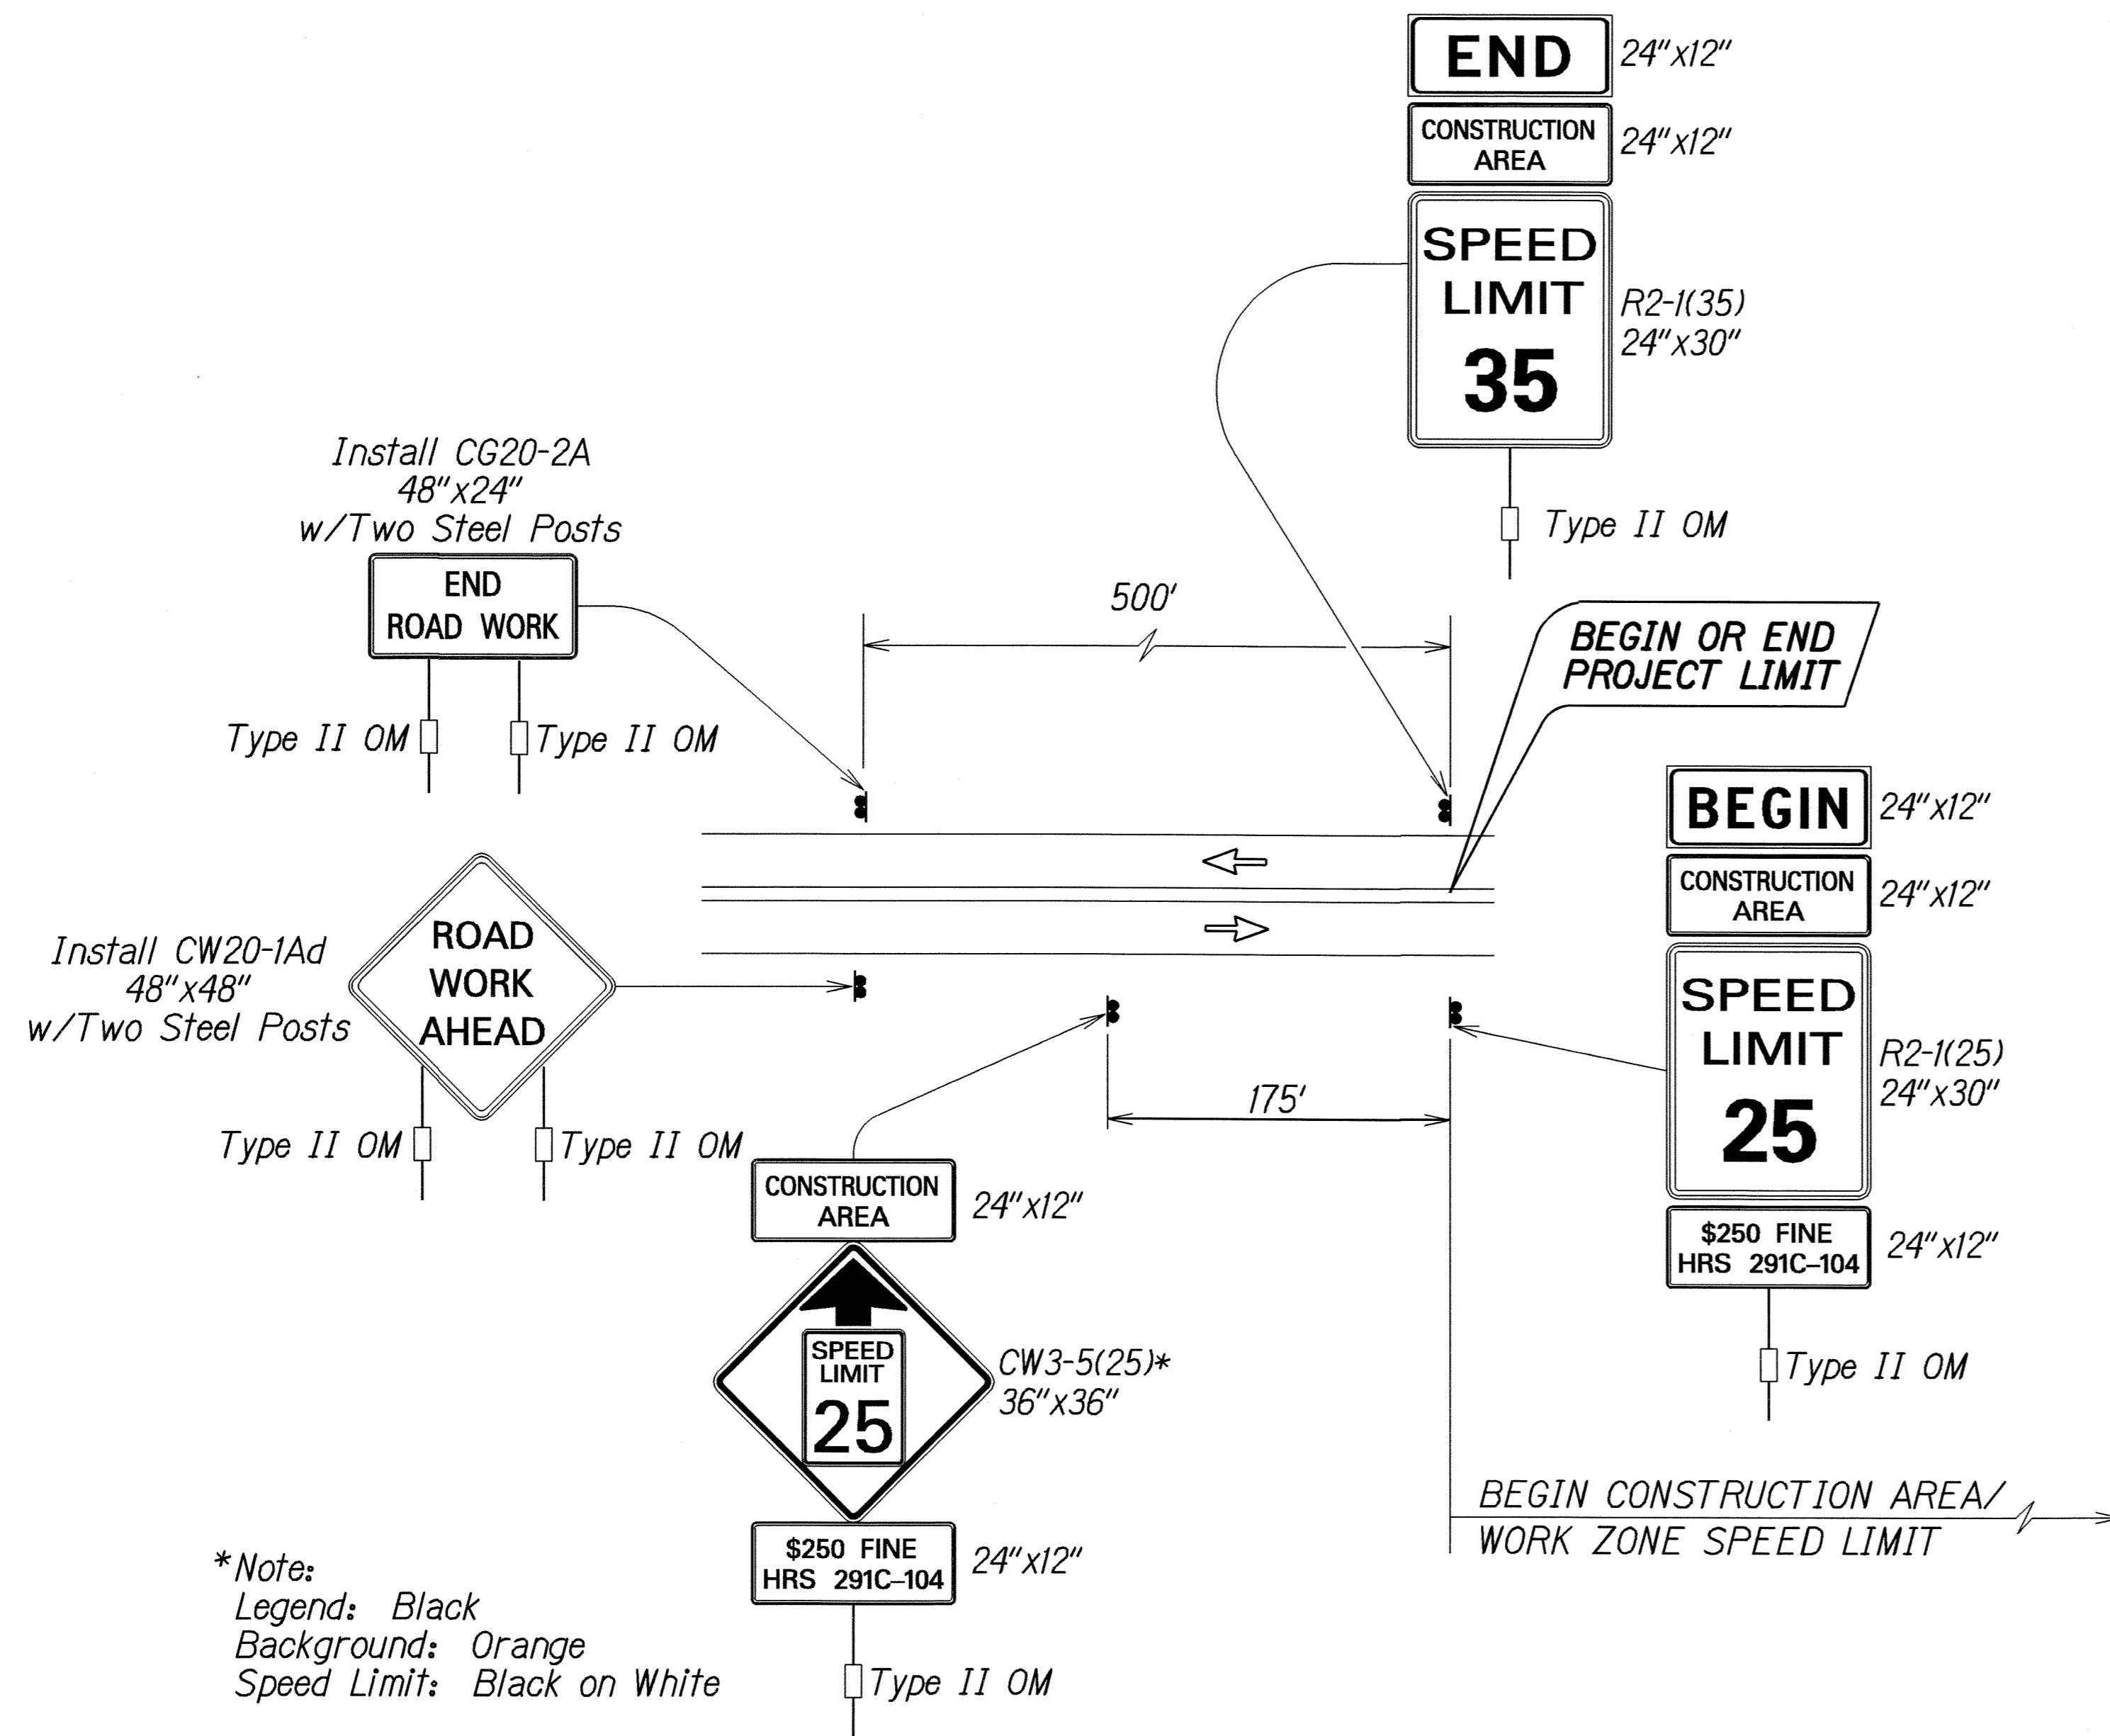 END
24"x12"
CONSTRUCTION
AREA
24"x12"
SPEED
LIMIT
35
R2-1(35)
24"x30"
Type II OM
Install CG20-2A
48"x24"
w/Two Steel Posts
END
ROAD WORK
Type II OM
Type II OM
500'
BEGIN OR END
PROJECT LIMIT
BEGIN
24"x12"
CONSTRUCTION
AREA
24"x12"
SPEED
LIMIT
25
R2-1(25)
24"x30"
$250 FINE
HRS 291C-104
24"x12"
Type II OM
Install CW20-1Ad
48"x48"
w/Two Steel Posts
ROAD
WORK
AHEAD
Type II OM
Type II OM
175'
CONSTRUCTION
AREA
24"x12"
SPEED
LIMIT
25
CW3-5(25)*
36"x36"
$250 FINE
HRS 291C-104
24"x12"
Type II OM
BEGIN CONSTRUCTION AREA/
WORK ZONE SPEED LIMIT
*Note:
Legend: Black
Background: Orange
Speed Limit: Black on White